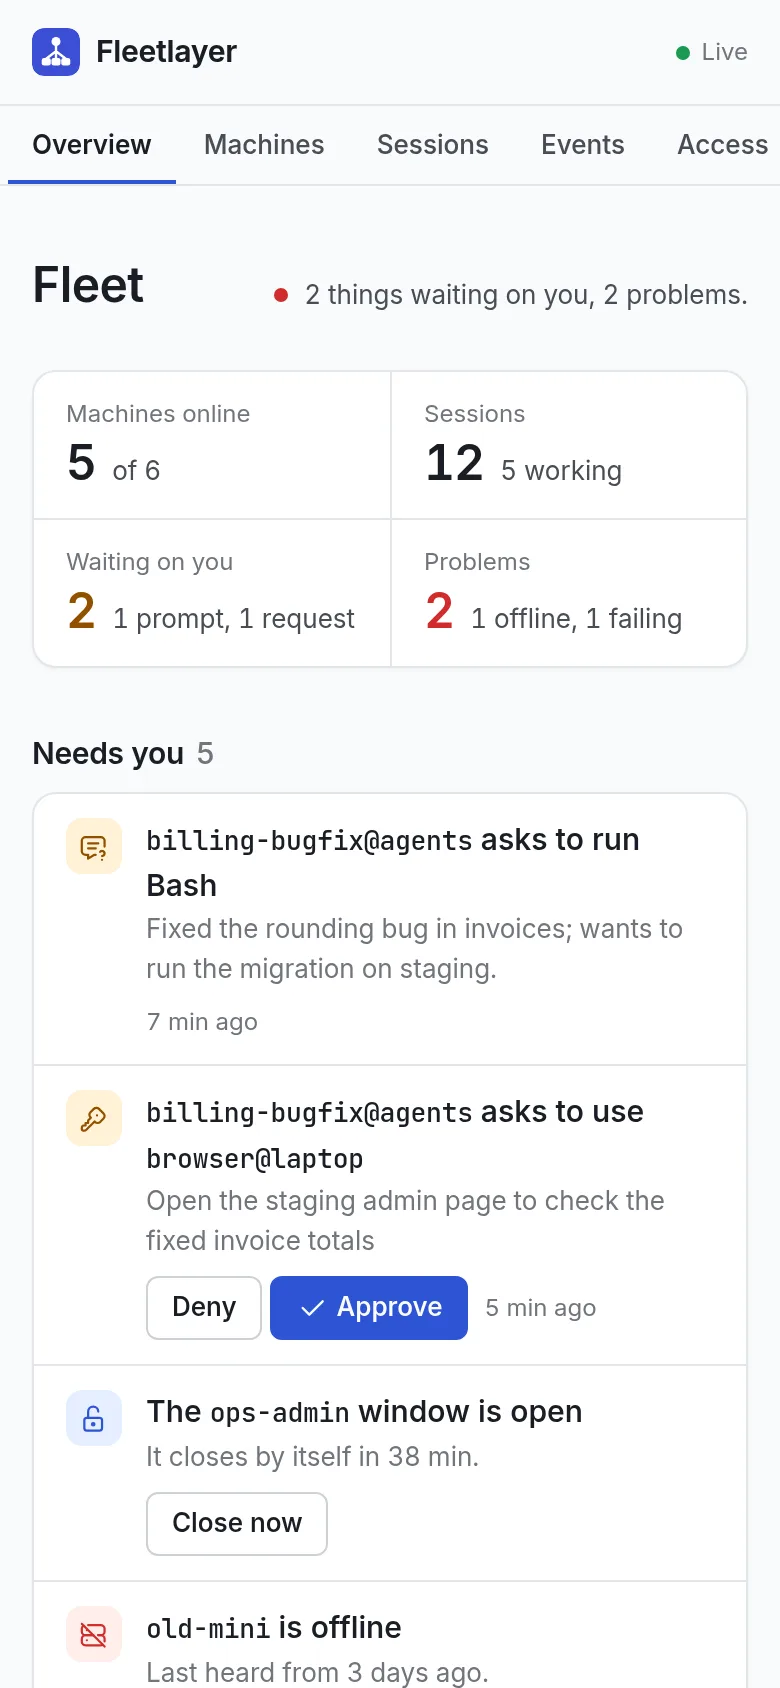 Fleetlayer
Live
Overview Machines Sessions Events Access
Fleet
2 things waiting on you, 2 problems.
Machines online
5 of 6
Sessions
12 5 working
Waiting on you
2 1 prompt, 1 request
Problems
2 1 offline, 1 failing
Needs you 5
billing-bugfix@agents asks to run
Bash
Fixed the rounding bug in invoices; wants to
run the migration on staging.
7 min ago
billing-bugfix@agents asks to use
browser@laptop
Open the staging admin page to check the
fixed invoice totals
Deny Approve 5 min ago
The ops-admin window is open
It closes by itself in 38 min.
Close now
old-mini is offline
Last heard from 3 days ago.